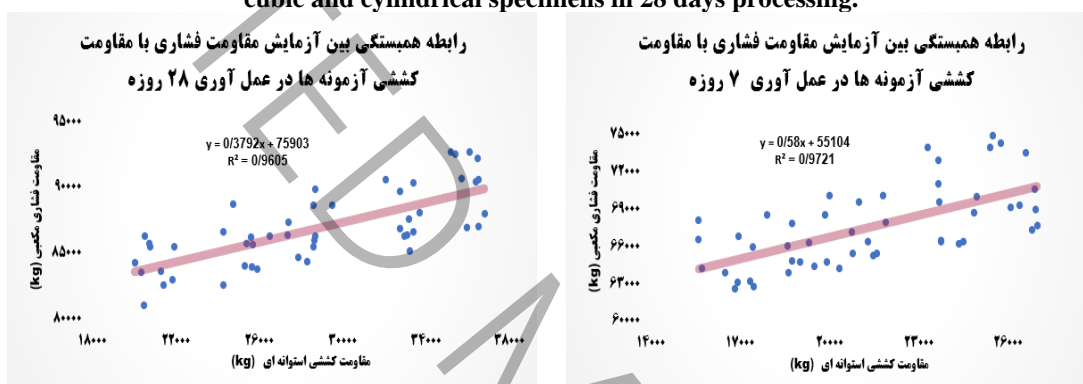 cubic and cylindrical specimens in 28 days processing.
رابطه همبستگی بین آزمایش مقاومت فشاری با مقاومت
کششی آزمونه ها در عمل آوری ۲۸ روزه
y = 0/3792x + 75903
R² = 0/9605
۹۵۰۰۰
۹۰۰۰۰
۸۵۰۰۰
۸۰۰۰۰
مقاومت فشاری مکعبی (kg)
۱۸۰۰۰ ۲۲۰۰۰ ۲۶۰۰۰ ۳۰۰۰۰ ۳۴۰۰۰ ۳۸۰۰۰
مقاومت کششی استوانه ای (kg)
رابطه همبستگی بین آزمایش مقاومت فشاری با مقاومت
کششی آزمونه ها در عمل آوری ۷ روزه
y = 0/58x + 55104
R² = 0/9721
۷۵۰۰۰
۷۲۰۰۰
۶۹۰۰۰
۶۶۰۰۰
۶۳۰۰۰
۶۰۰۰۰
مقاومت فشاری مکعبی (kg)
۱۴۰۰۰ ۱۷۰۰۰ ۲۰۰۰۰ ۲۳۰۰۰ ۲۶۰۰۰
مقاومت کششی استوانه ای (kg)